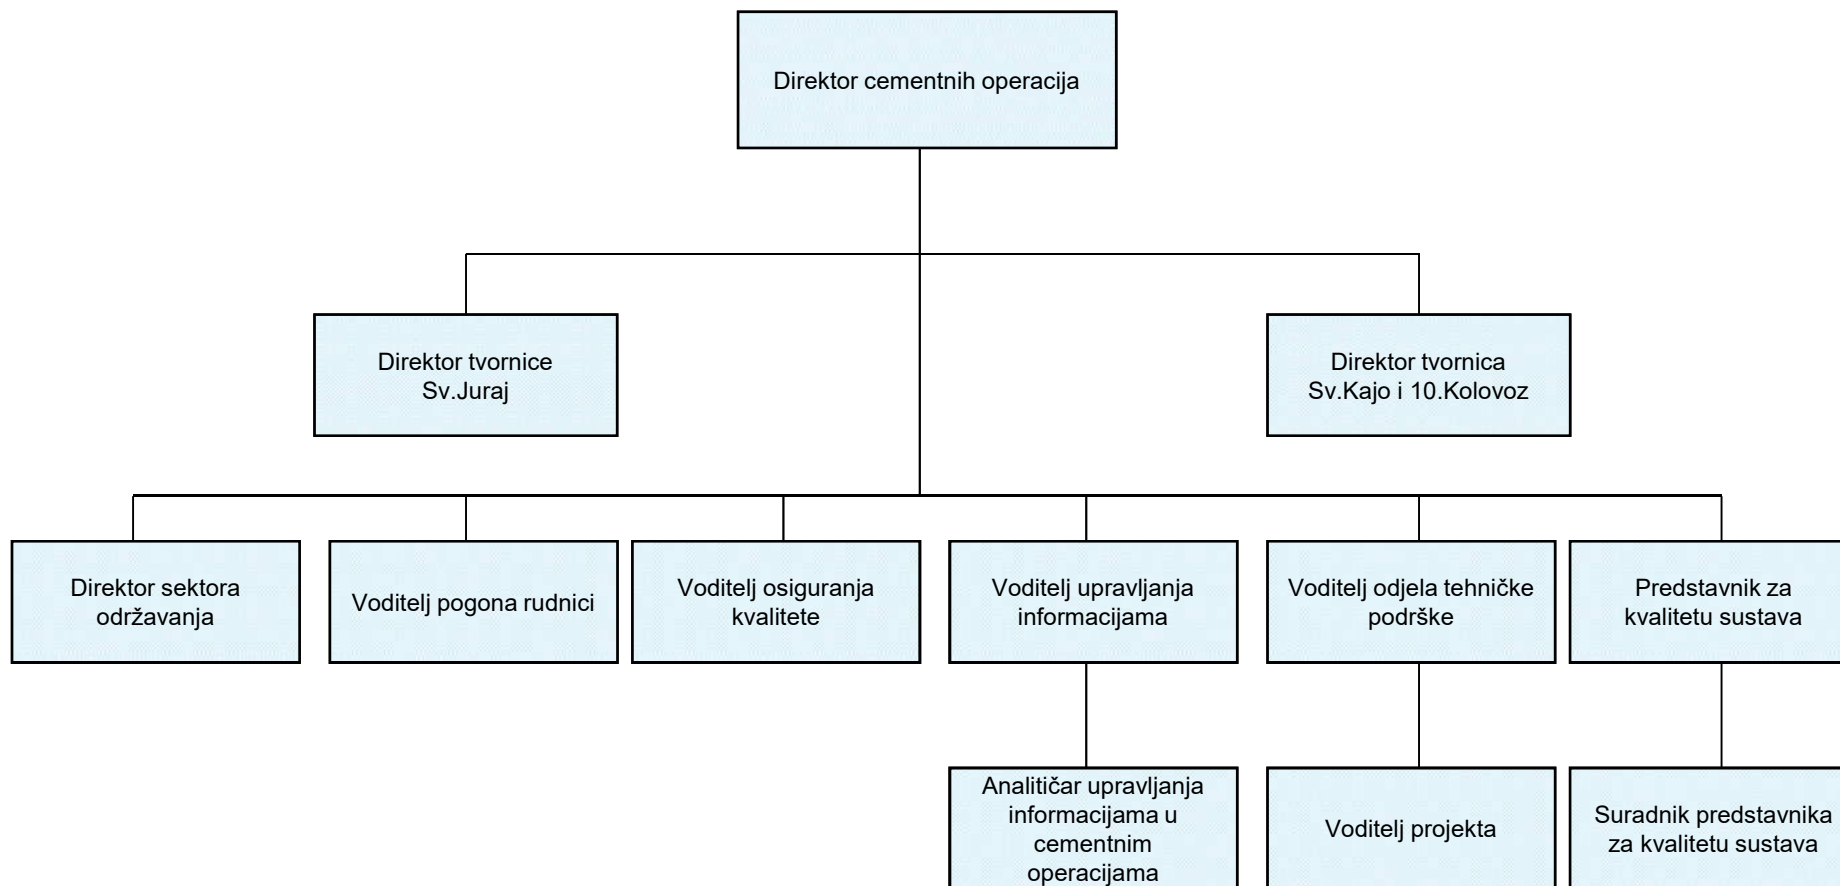 Direktor cementnih operacija
Direktor tvornice
Sv.Juraj
Direktor tvornica
Sv.Kajo i 10.Kolovoz
Direktor sektora
održavanja
Voditelj pogona rudnici
Voditelj osiguranja
kvalitete
Voditelj upravljanja
informacijama
Voditelj odjela tehničke
podrške
Predstavnik za
kvalitetu sustava
Analitičar upravljanja
informacijama u
cementnim
operacijama
Voditelj projekta
Suradnik predstavnika
za kvalitetu sustava